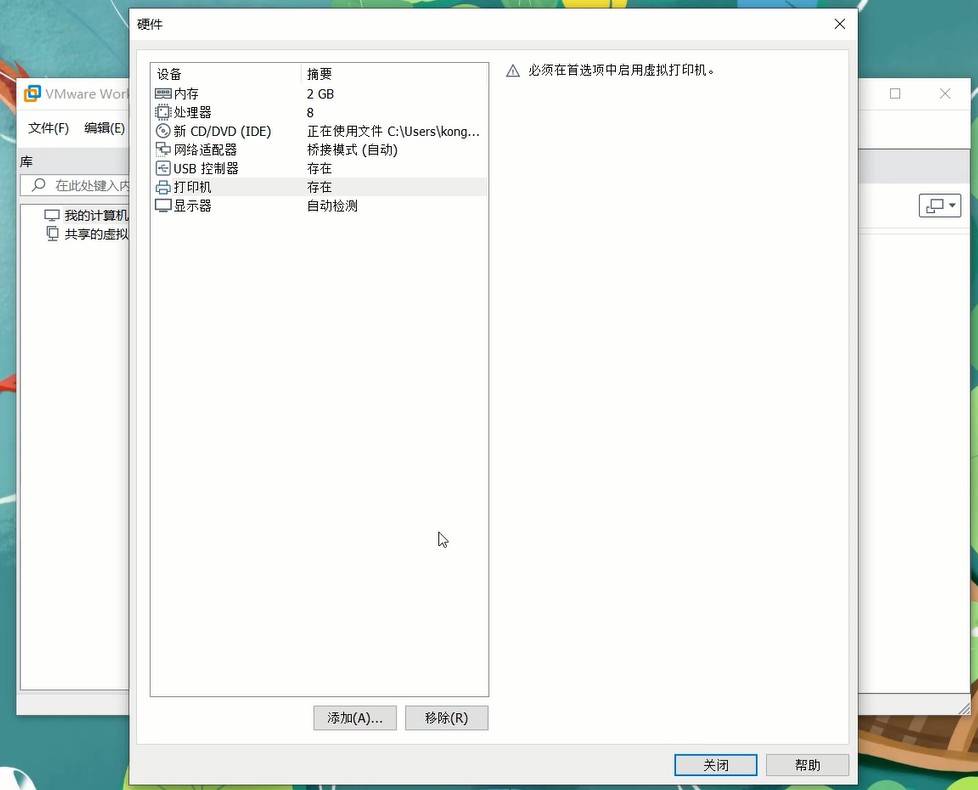 硬件
VMware Work
文件(F) 编辑(E)
库
在此处键入内
我的计算机
共享的虚拟
设备 摘要
内存 2 GB
处理器 8
新 CD/DVD (IDE) 正在使用文件 C:\Users\kong...
网络适配器 桥接模式 (自动)
USB 控制器 存在
打印机 存在
显示器 自动检测
必须在首选项中启用虚拟打印机。
添加(A)... 移除(R)
关闭 帮助